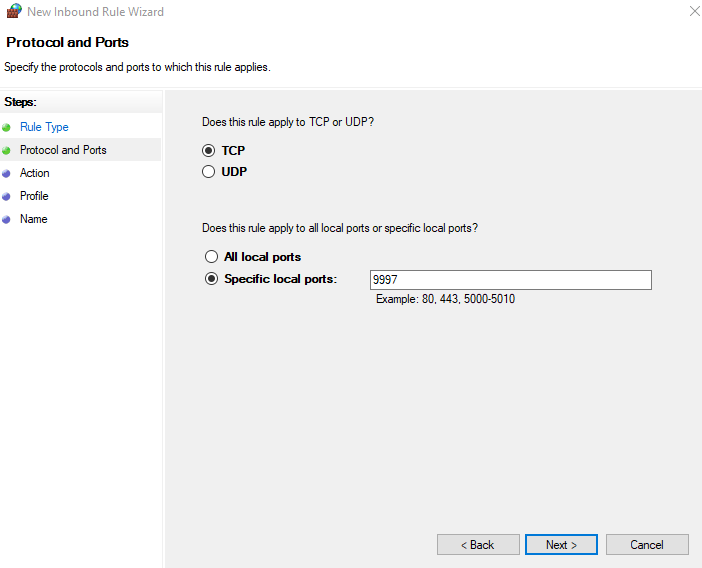 New Inbound Rule Wizard
Protocol and Ports
Specify the protocols and ports to which this rule applies.
Steps:
Rule Type
Protocol and Ports
Action
Profile
Name
Does this rule apply to TCP or UDP?
TCP
UDP
Does this rule apply to all local ports or specific local ports?
All local ports
Specific local ports:
9997
Example: 80, 443, 5000-5010
< Back
Next >
Cancel